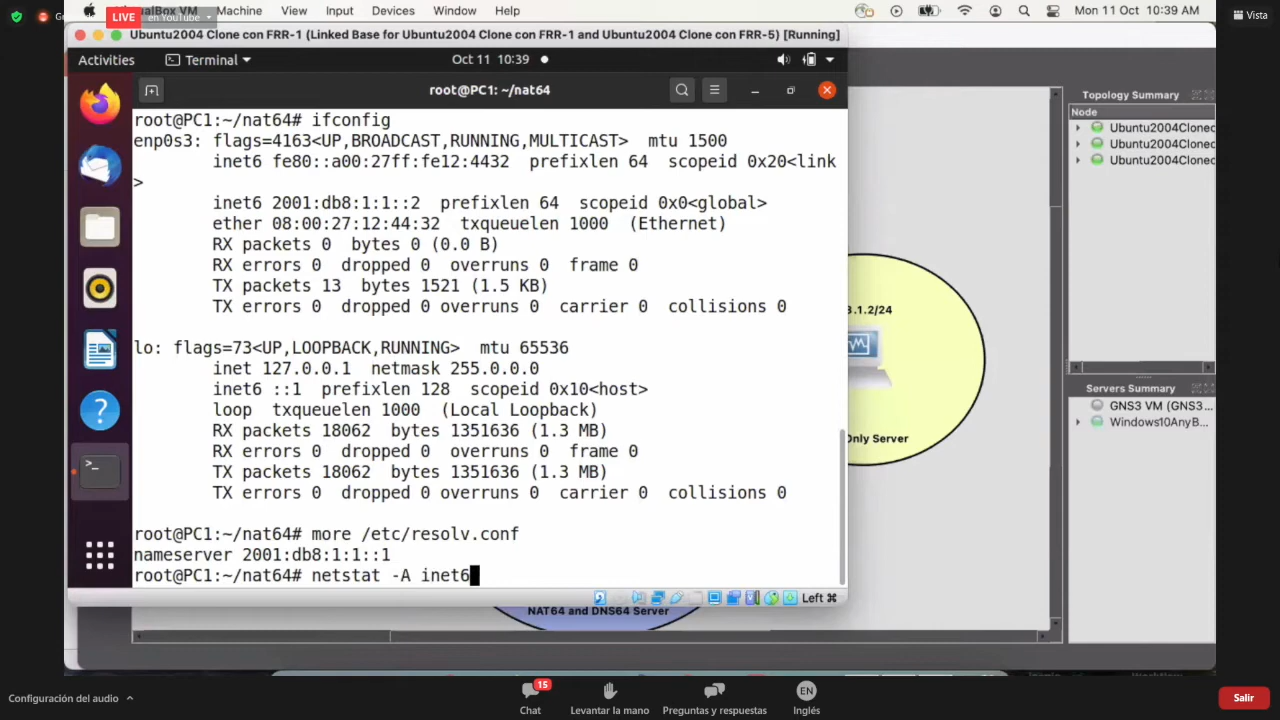 LIVE en YouTube
VirtualBox VM Machine View Input Devices Window Help
Mon 11 Oct 10:39 AM
Vista
Ubuntu2004 Clone con FRR-1 (Linked Base for Ubuntu2004 Clone con FRR-1 and Ubuntu2004 Clone con FRR-5) [Running]
Activities Terminal Oct 11 10:39
root@PC1: ~/nat64
root@PC1:~/nat64# ifconfig
enp0s3: flags=4163<UP,BROADCAST,RUNNING,MULTICAST> mtu 1500
inet6 fe80::a00:27ff:fe12:4432 prefixlen 64 scopeid 0x20<link
>
inet6 2001:db8:1:1::2 prefixlen 64 scopeid 0x0<global>
ether 08:00:27:12:44:32 txqueuelen 1000 (Ethernet)
RX packets 0 bytes 0 (0.0 B)
RX errors 0 dropped 0 overruns 0 frame 0
TX packets 13 bytes 1521 (1.5 KB)
TX errors 0 dropped 0 overruns 0 carrier 0 collisions 0
lo: flags=73<UP,LOOPBACK,RUNNING> mtu 65536
inet 127.0.0.1 netmask 255.0.0.0
inet6 ::1 prefixlen 128 scopeid 0x10<host>
loop txqueuelen 1000 (Local Loopback)
RX packets 18062 bytes 1351636 (1.3 MB)
RX errors 0 dropped 0 overruns 0 frame 0
TX packets 18062 bytes 1351636 (1.3 MB)
TX errors 0 dropped 0 overruns 0 carrier 0 collisions 0
root@PC1:~/nat64# more /etc/resolv.conf
nameserver 2001:db8:1:1::1
root@PC1:~/nat64# netstat -A inet6
Left ⌘
3.1.2/24
Only Server
NAT64 and DNS64 Server
Topology Summary
Node
Ubuntu2004Cloneco
Ubuntu2004Cloneco
Ubuntu2004Cloneco
Servers Summary
GNS3 VM (GNS3 ...
Windows10AnyB...
Configuración del audio
15
Chat
Levantar la mano
Preguntas y respuestas
EN
Inglés
Salir